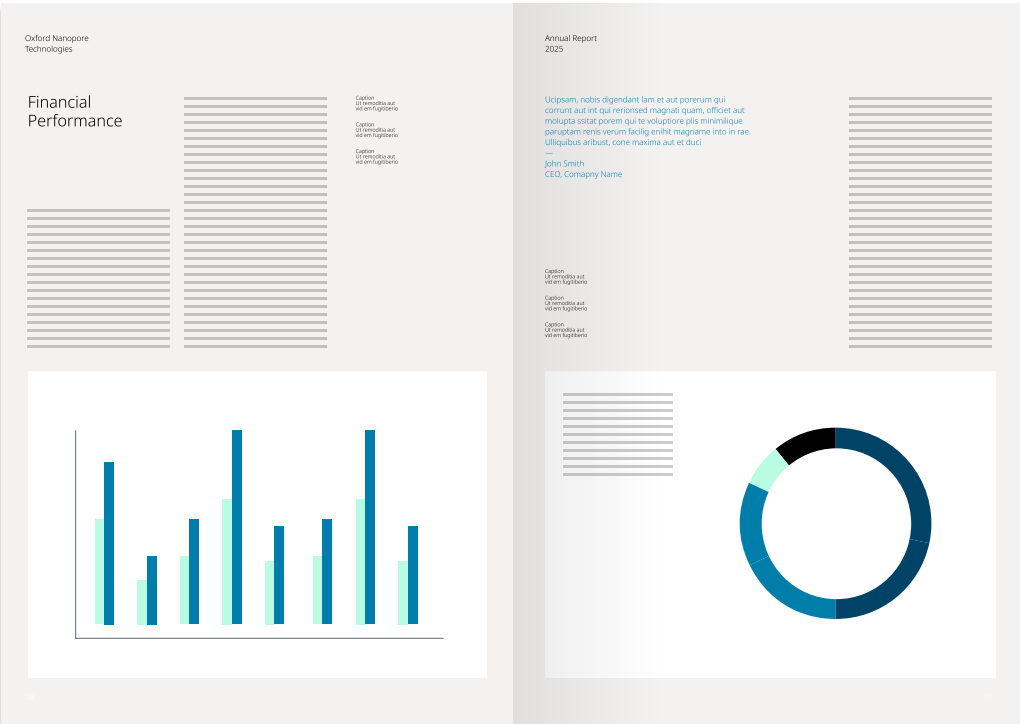 Oxford Nanopore
Technologies
Financial
Performance
Caption
Ut remoditia aut
vid em fugitiberio
Caption
Ut remoditia aut
vid em fugitiberio
Caption
Ut remoditia aut
vid em fugitiberio
Annual Report
2025
Ucipsam, nobis digendant lam et aut porerum qui
corrunt aut int qui rerionsed magnati quam, officiet aut
molupta ssitat porem qui te voluptiore plis minimilique
paruptam renis verum facilig enihit magname into in rae.
Ulliquibus aribust, cone maxima aut et duci
—
John Smith
CEO, Comapny Name
Caption
Ut remoditia aut
vid em fugitiberio
Caption
Ut remoditia aut
vid em fugitiberio
Caption
Ut remoditia aut
vid em fugitiberio